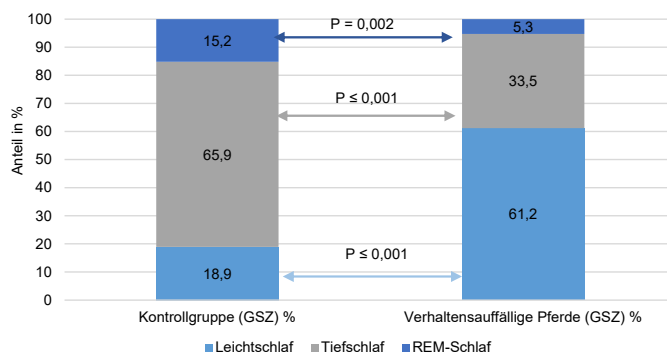 100
90
80
70
60
50
40
30
20
10
0
Anteil in %
15,2
65,9
18,9
P = 0,002
P ≤ 0,001
P ≤ 0,001
5,3
33,5
61,2
Kontrollgruppe (GSZ) %
Verhaltensauffällige Pferde (GSZ) %
Leichtschlaf Tiefschlaf REM-Schlaf